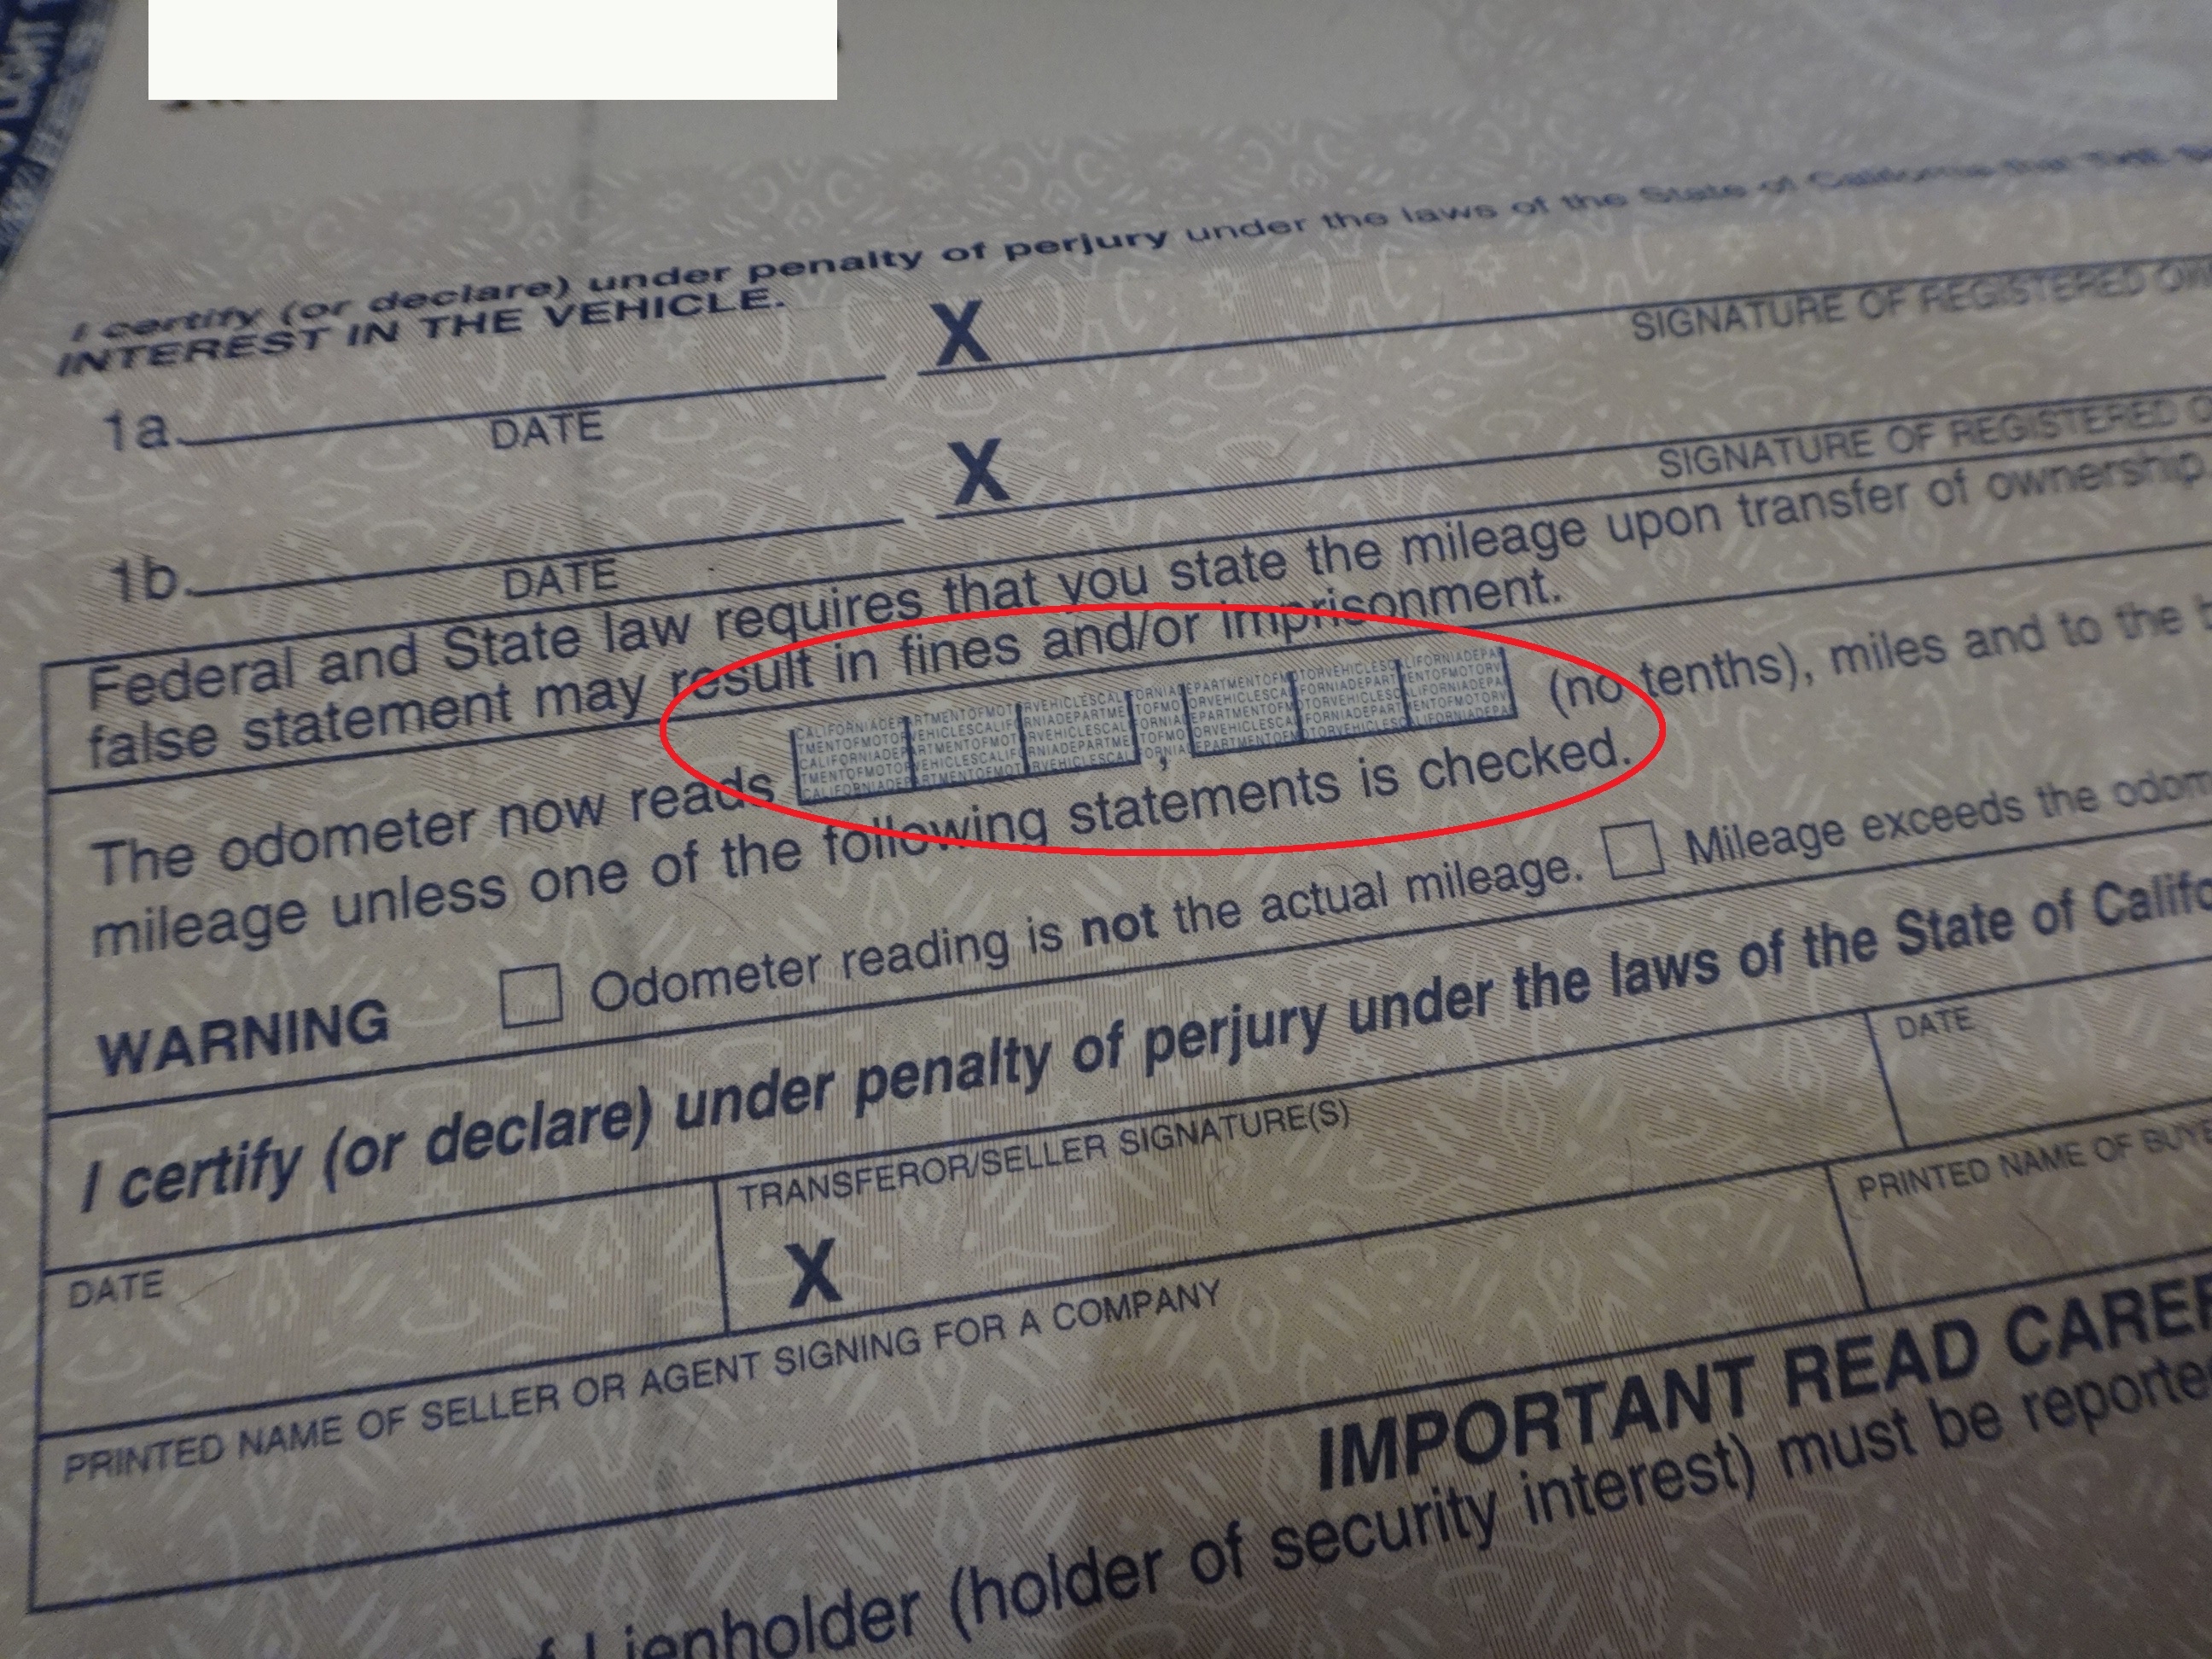 I certify (or declare) under penalty of perjury under the laws of the State of California that THE
INTEREST IN THE VEHICLE.
1a. X
DATE SIGNATURE OF REGISTERED
1b. X
DATE SIGNATURE OF REGISTERED
Federal and State law requires that you state the mileage upon transfer of ownership
false statement may result in fines and/or imprisonment.
CALIFORNIADEPARTMENTOFMOTORVEHICLESCALIFORNIADEPARTMENTOFMOTORVEHICLESCALIFORNIADEPA
The odometer now reads , (no tenths), miles and to the
mileage unless one of the following statements is checked.
WARNING Odometer reading is not the actual mileage. Mileage exceeds the odom
I certify (or declare) under penalty of perjury under the laws of the State of Califo
DATE TRANSFEROR/SELLER SIGNATURE(S) DATE
X
PRINTED NAME OF SELLER OR AGENT SIGNING FOR A COMPANY PRINTED NAME OF BUYE
IMPORTANT READ CAREF
Lienholder (holder of security interest) must be reporte